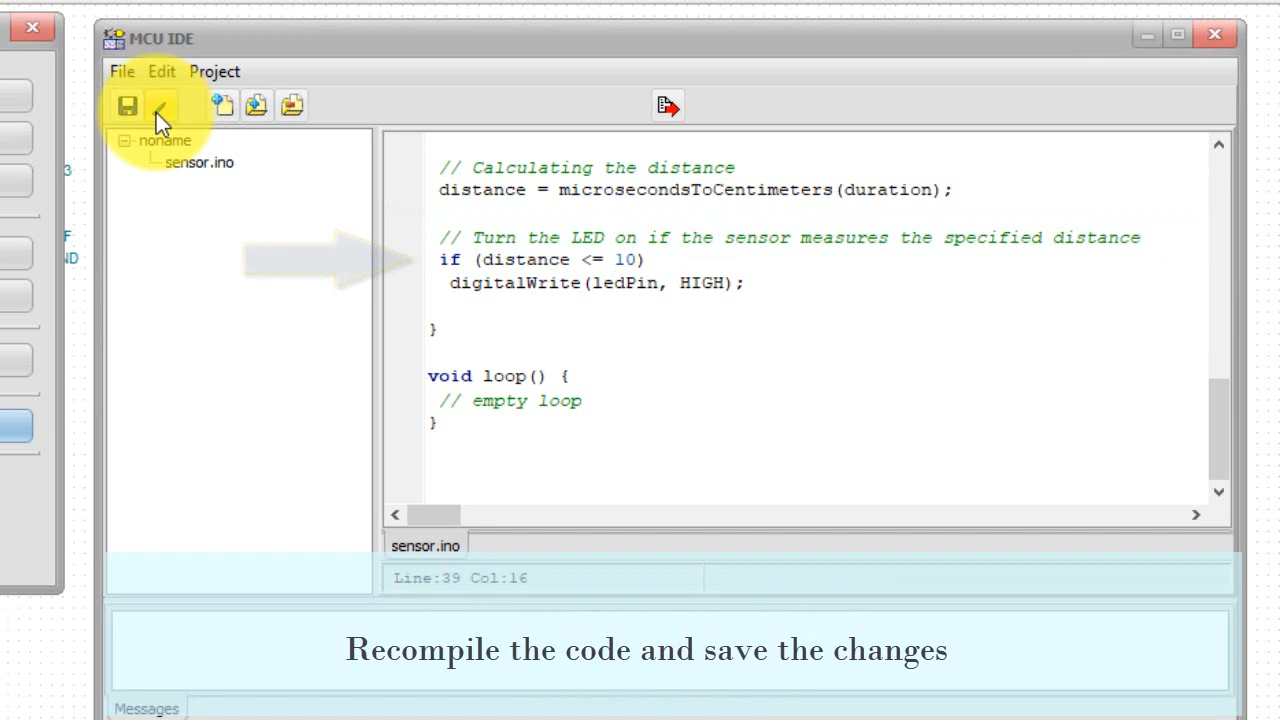 MCU IDE
File Edit Project
noname
sensor.ino
3
F
ND
// Calculating the distance
distance = microsecondsToCentimeters(duration);
// Turn the LED on if the sensor measures the specified distance
if (distance <= 10)
digitalWrite(ledPin, HIGH);
}
void loop() {
// empty loop
}
sensor.ino
Line:39 Col:16
Recompile the code and save the changes
Messages